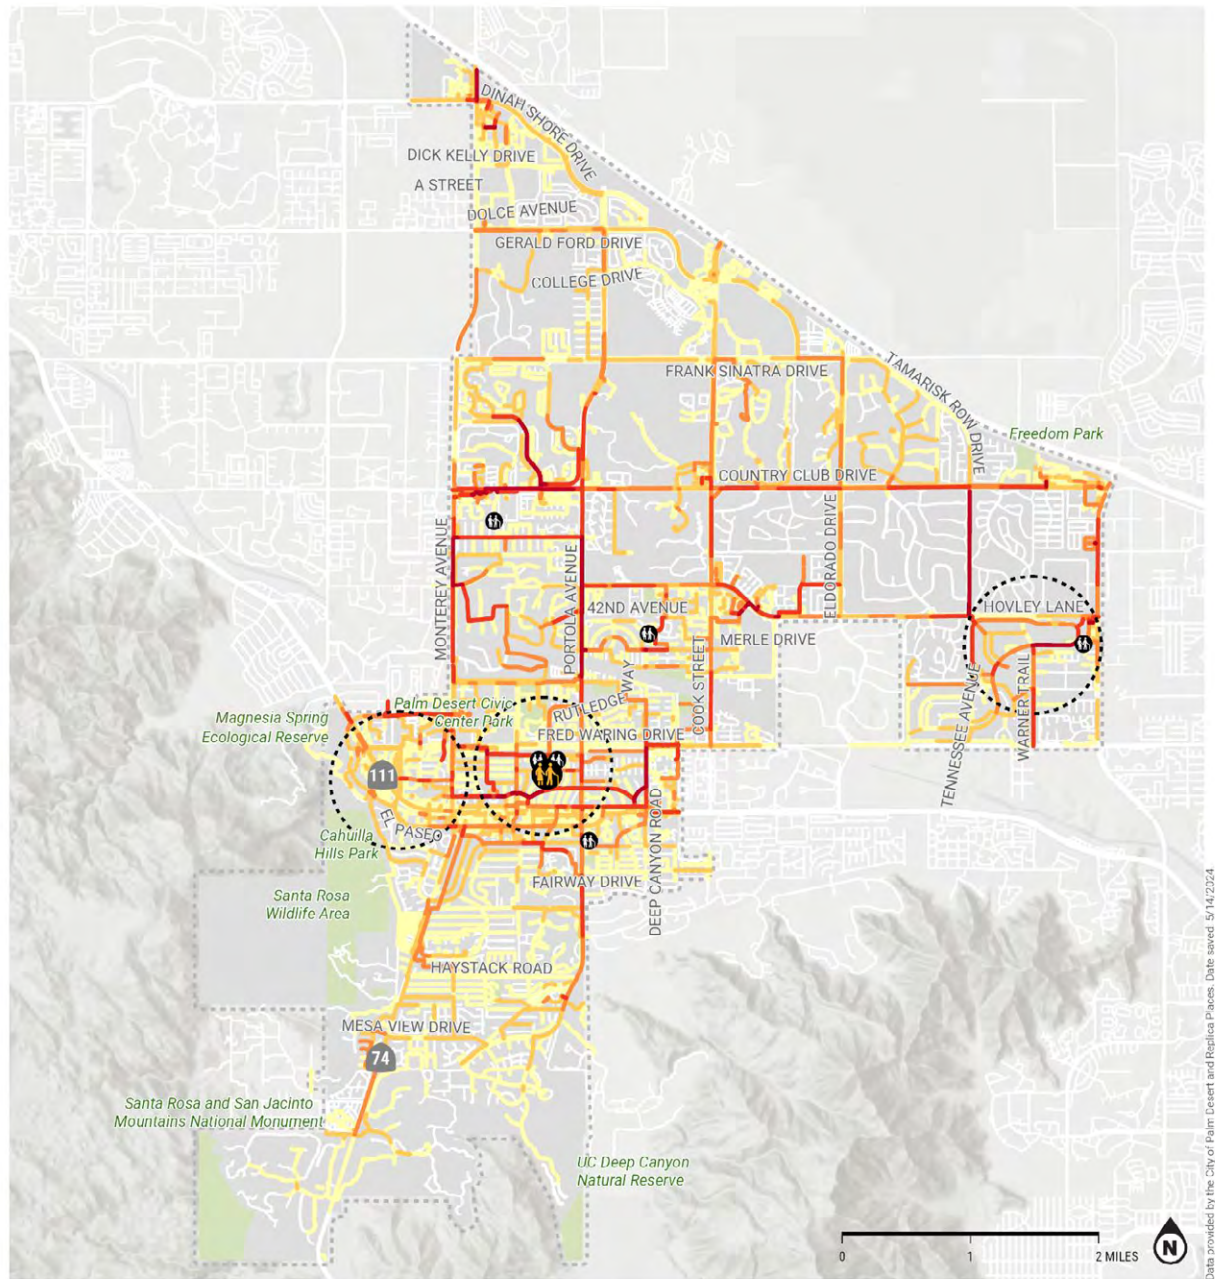 DINAH SHORE DRIVE
DICK KELLY DRIVE
A STREET
DOLCE AVENUE
GERALD FORD DRIVE
COLLEGE DRIVE
FRANK SINATRA DRIVE
TAMARISK ROW DRIVE
Freedom Park
COUNTRY CLUB DRIVE
MONTEREY AVENUE
PORTOLA AVENUE
ELDORADO DRIVE
42ND AVENUE
HOVLEY LANE
MERLE DRIVE
COOK STREET
TENNESSEE AVENUE
WARNER TRAIL
Palm Desert Civic
Center Park
RUTLEDGE WAY
Magnesia Spring
Ecological Reserve
FRED WARING DRIVE
111
EL PASEO
Cahuilla
Hills Park
DEEP CANYON ROAD
FAIRWAY DRIVE
Santa Rosa
Wildlife Area
HAYSTACK ROAD
MESA VIEW DRIVE
74
Santa Rosa and San Jacinto
Mountains National Monument
UC Deep Canyon
Natural Reserve
0 1 2 MILES
N
Data provided by the City of Palm Desert and Replica Places. Date saved: 5/14/2024